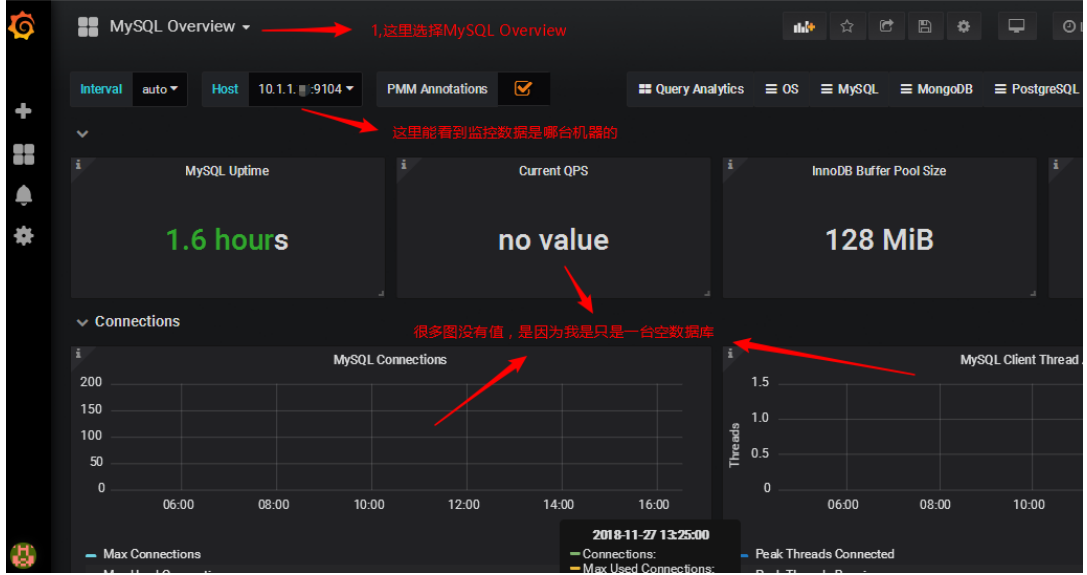 MySQL Overview
1,这里选择MySQL Overview
Interval auto Host 10.1.1. :9104 PMM Annotations Query Analytics OS MySQL MongoDB PostgreSQL
这里能看到监控数据是哪台机器的
MySQL Uptime Current QPS InnoDB Buffer Pool Size
1.6 hours no value 128 MiB
Connections
很多图没有值，是因为我是只是一台空数据库
MySQL Connections
200
150
100
50
0
06:00 08:00 10:00 12:00 14:00 16:00
MySQL Client Thread
Threads
1.5
1.0
0.5
0
06:00 08:00 10:00
2018-11-27 13:25:00
Connections:
Max Used Connections:
Max Connections
Peak Threads Connected